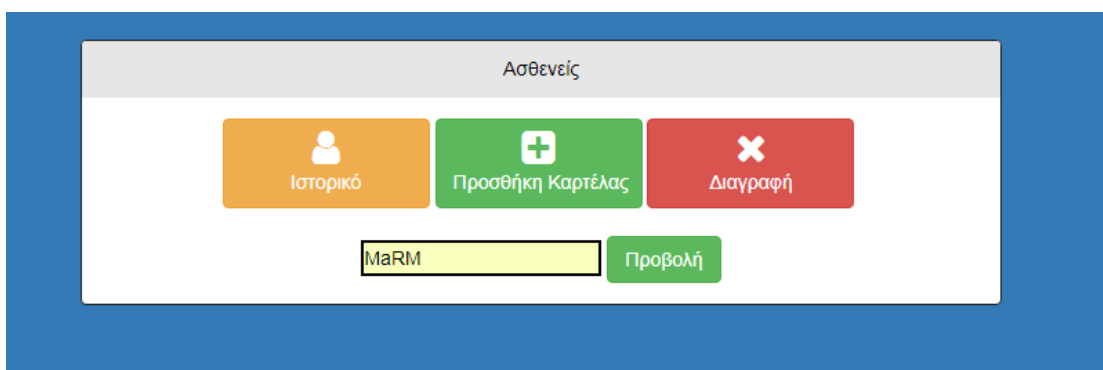 Ασθενείς
Ιστορικό
Προσθήκη Καρτέλας
Διαγραφή
MaRM
Προβολή